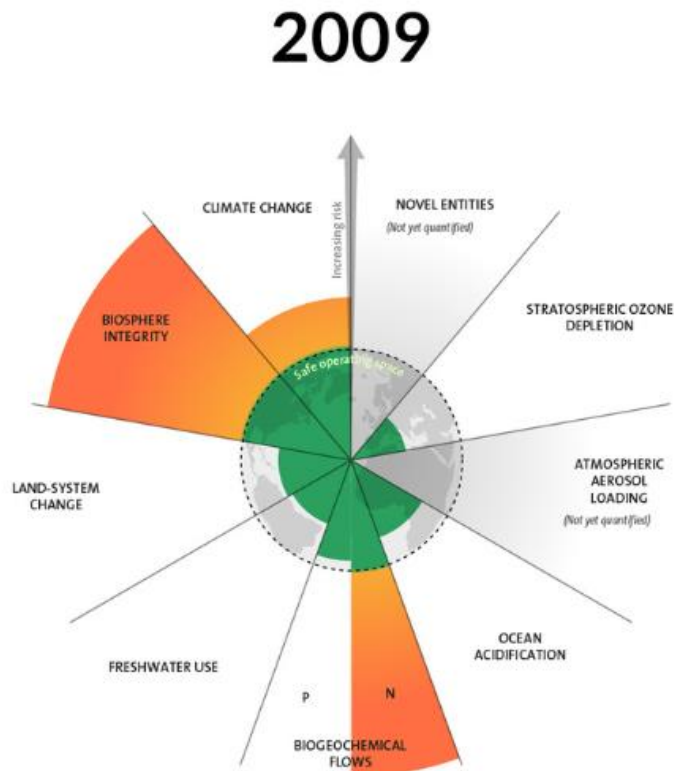 2009
CLIMATE CHANGE
Increasing risk
NOVEL ENTITIES
(Not yet quantified)
STRATOSPHERIC OZONE
DEPLETION
BIOSPHERE
INTEGRITY
Safe operating space
LAND-SYSTEM
CHANGE
ATMOSPHERIC
AEROSOL
LOADING
(Not yet quantified)
FRESHWATER USE
OCEAN
ACIDIFICATION
P
N
BIOGEOCHEMICAL
FLOWS